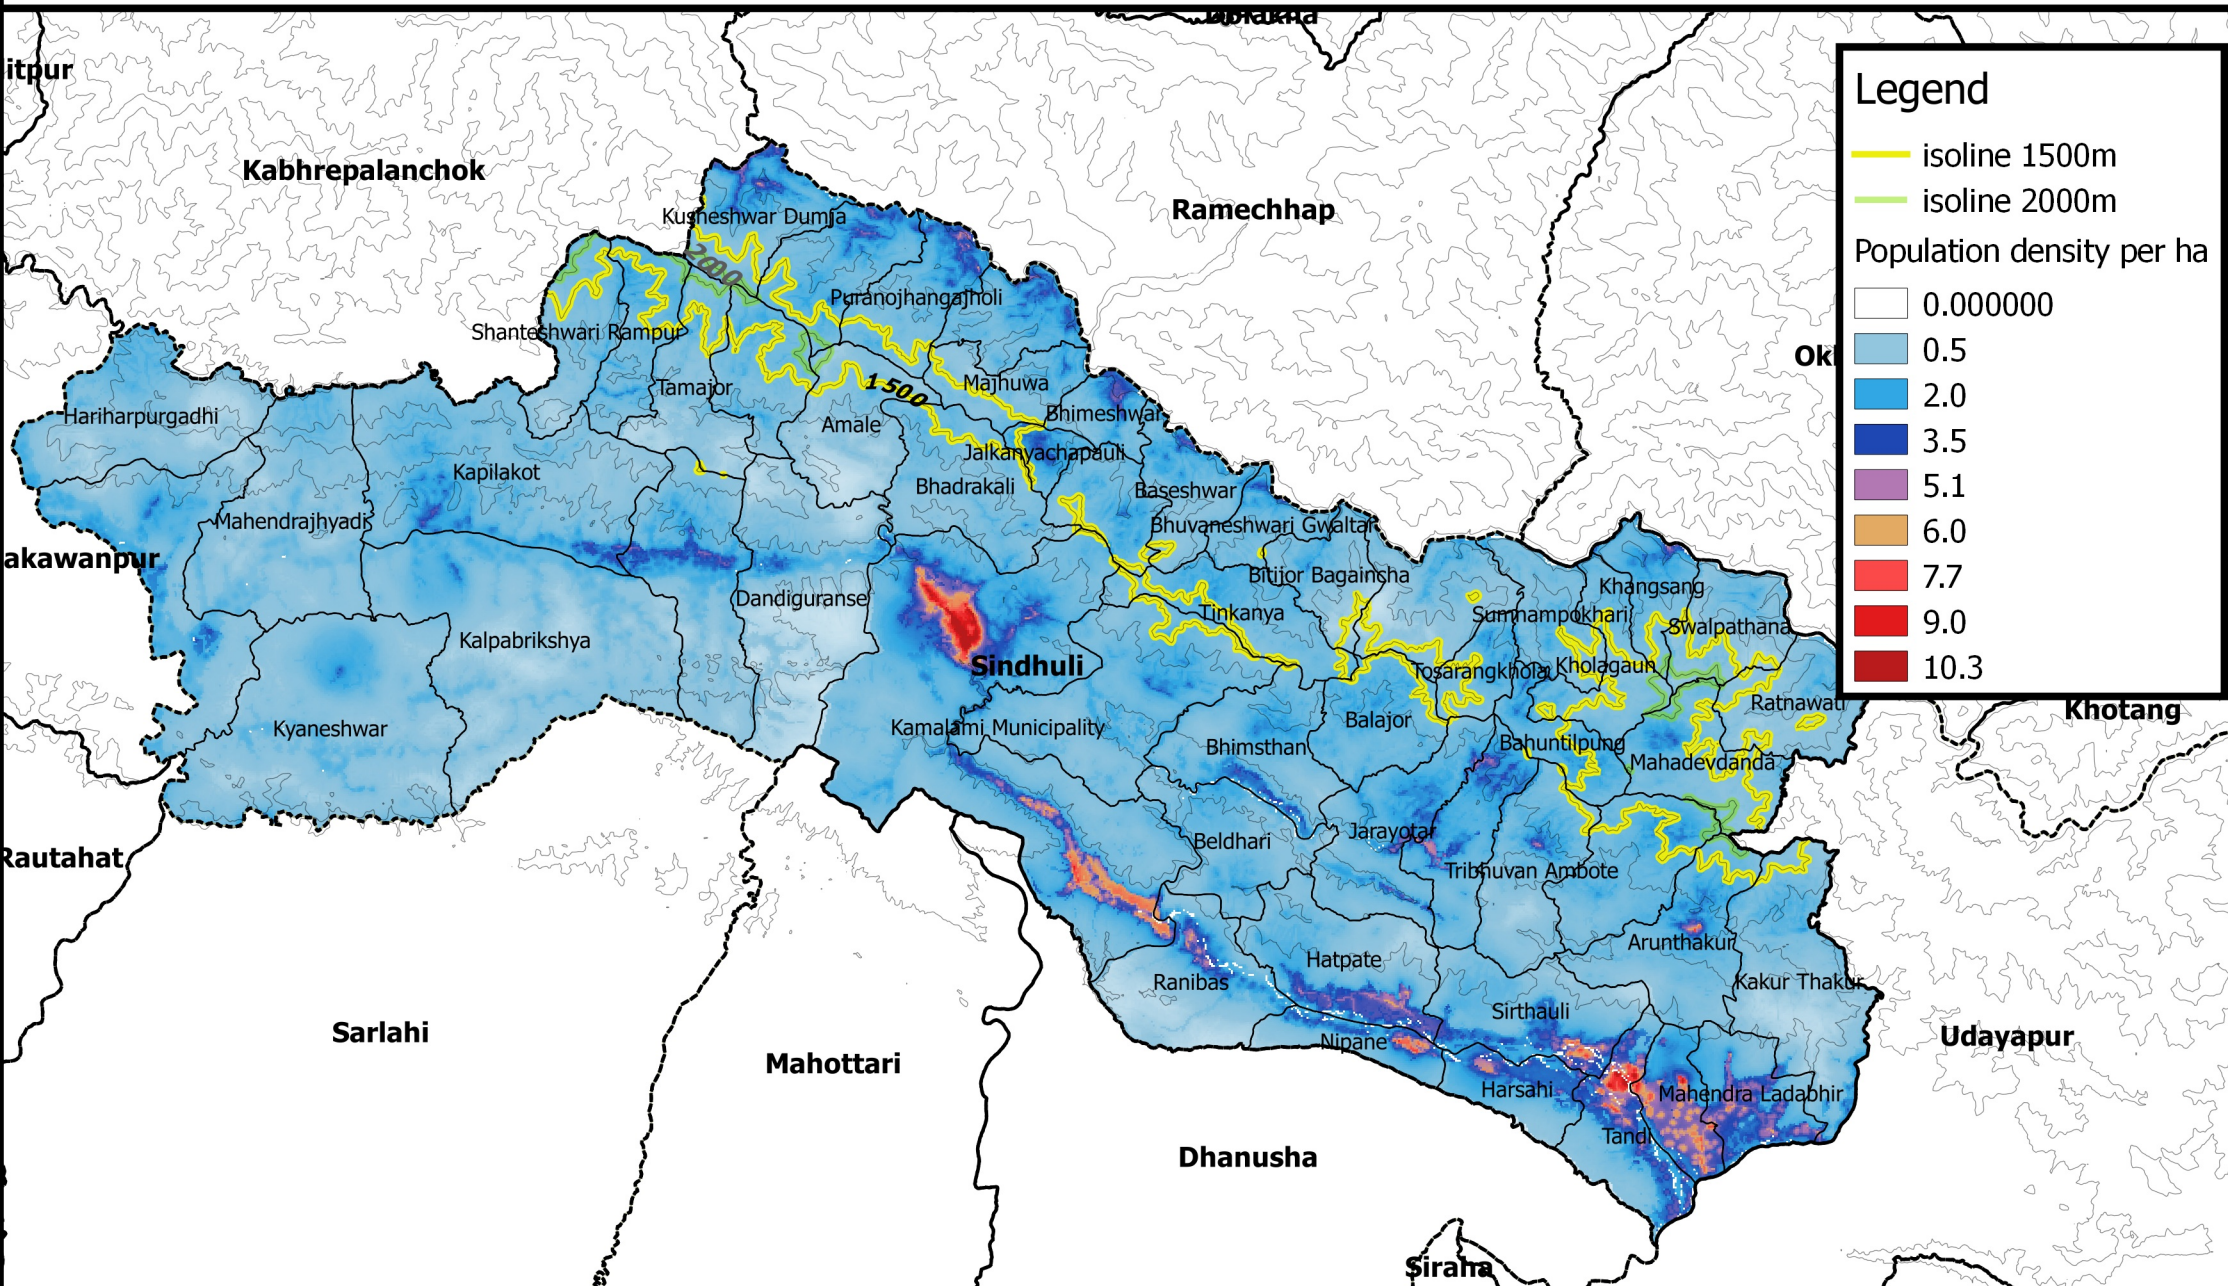 Dolakha
itpur
Legend
isoline 1500m
isoline 2000m
Population density per ha
0.000000
0.5
2.0
3.5
5.1
6.0
7.7
9.0
10.3
Kabhrepalanchok
Ramechhap
Kusheshwar Dumja
2000
Puranojhangajholi
Shanteshwari Rampur
Okl
Tamajor
1500
Majhuwa
Hariharpurgadhi
Bhimeshwar
Amale
Jalkanyachapauli
Kapilakot
Bhadrakali
Baseshwar
Mahendrajhyadi
Bhuvaneshwari Gwaltar
akawanpur
Bitijor Bagaincha
Khangsang
Dandiguranse
Tinkanya
Sumnampokhari
Swalpathana
Kalpabrikshya
Sindhuli
Tosarangkhola
Kholagaun
Ratnawati
Khotang
Kyaneshwar
Kamalami Municipality
Balajor
Bhimsthan
Bahuntilpung
Mahadevdanda
Rautahat
Beldhari
Jarayotar
Tribhuvan Ambote
Arunthakur
Hatpate
Ranibas
Kakur Thakur
Sirthauli
Sarlahi
Nipane
Udayapur
Mahottari
Harsahi
Mahendra Ladabhir
Tandi
Dhanusha
Siraha